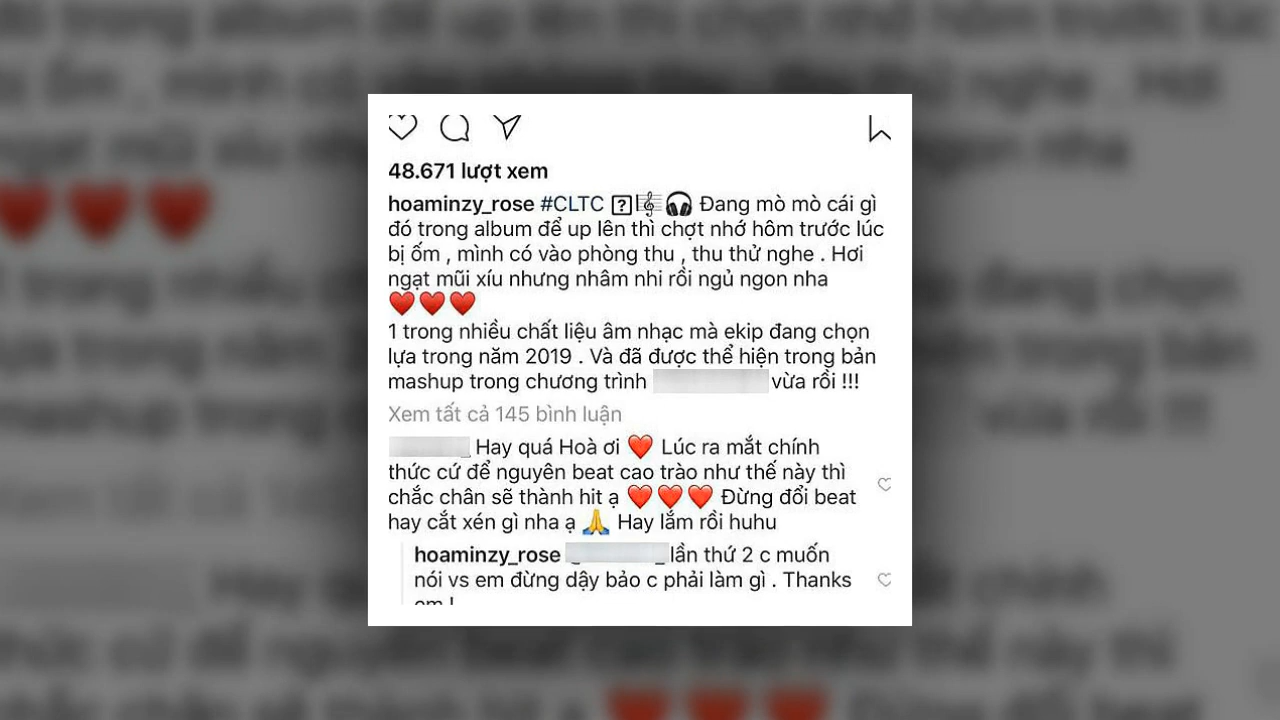 48.671 lượt xem
hoaminzy_rose #CLTC Đang mò mò cái gì
đó trong album để up lên thì chợt nhớ hôm trước lúc
bị ốm , mình có vào phòng thu , thu thử nghe . Hơi
ngạt mũi xíu nhưng nhâm nhi rồi ngủ ngon nha
❤️❤️❤️
1 trong nhiều chất liệu âm nhạc mà ekip đang chọn
lựa trong năm 2019 . Và đã được thể hiện trong bản
mashup trong chương trình vừa rồi !!!
Xem tất cả 145 bình luận
Hay quá Hoà ơi ❤️ Lúc ra mắt chính
thức cứ để nguyên beat cao trào như thế này thì
chắc chân sẽ thành hit ạ ❤️❤️❤️ Đừng đổi beat
hay cắt xén gì nha ạ 🙏 Hay lắm rồi huhu
hoaminzy_rose lần thứ 2 c muốn
nói vs em đừng dậy bảo c phải làm gì . Thanks
em !